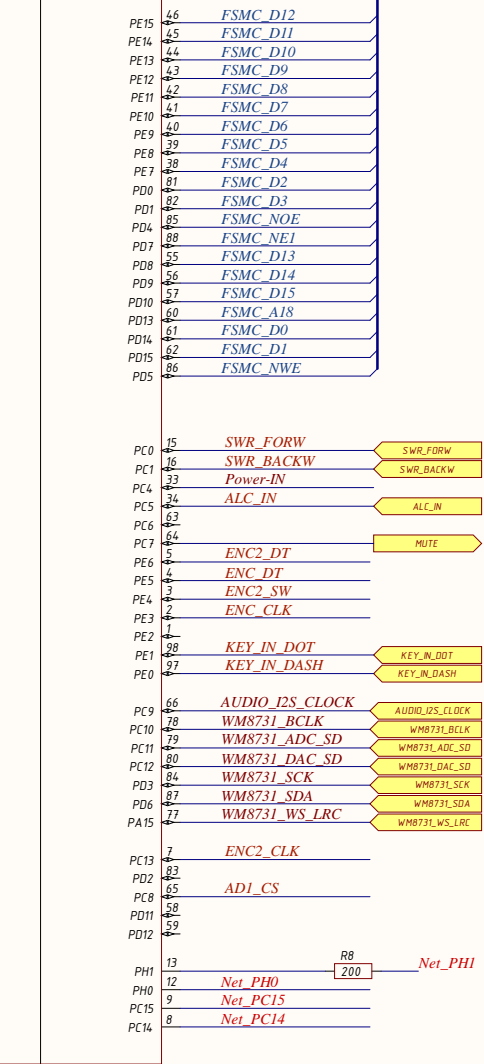 PE15 46 FSMC_D12
PE14 45 FSMC_D11
PE13 44 FSMC_D10
PE12 43 FSMC_D9
PE11 42 FSMC_D8
PE10 41 FSMC_D7
PE9 40 FSMC_D6
PE8 39 FSMC_D5
PE7 38 FSMC_D4
PD0 81 FSMC_D2
PD1 82 FSMC_D3
PD4 85 FSMC_NOE
PD7 88 FSMC_NE1
PD8 55 FSMC_D13
PD9 56 FSMC_D14
PD10 57 FSMC_D15
PD13 60 FSMC_A18
PD14 61 FSMC_D0
PD15 62 FSMC_D1
PD5 86 FSMC_NWE
PC0 15 SWR_FORW SWR_FORW
PC1 16 SWR_BACKW SWR_BACKW
PC4 33 Power-IN
PC5 34 ALC_IN ALC_IN
PC6 63
PC7 64 MUTE
PE6 5 ENC2_DT
PE5 4 ENC_DT
PE4 3 ENC2_SW
PE3 2 ENC_CLK
PE2 1
PE1 98 KEY_IN_DOT KEY_IN_DOT
PE0 97 KEY_IN_DASH KEY_IN_DASH
PC9 66 AUDIO_I2S_CLOCK AUDIO_I2S_CLOCK
PC10 78 WM8731_BCLK WM8731_BCLK
PC11 79 WM8731_ADC_SD WM8731_ADC_SD
PC12 80 WM8731_DAC_SD WM8731_DAC_SD
PD3 84 WM8731_SCK WM8731_SCK
PD6 87 WM8731_SDA WM8731_SDA
PA15 77 WM8731_WS_LRC WM8731_WS_LRC
PC13 7 ENC2_CLK
PD2 83
PC8 65 AD1_CS
PD11 58
PD12 59
PH1 13 R8 200 Net_PH1
PH0 12 Net_PH0
PC15 9 Net_PC15
PC14 8 Net_PC14